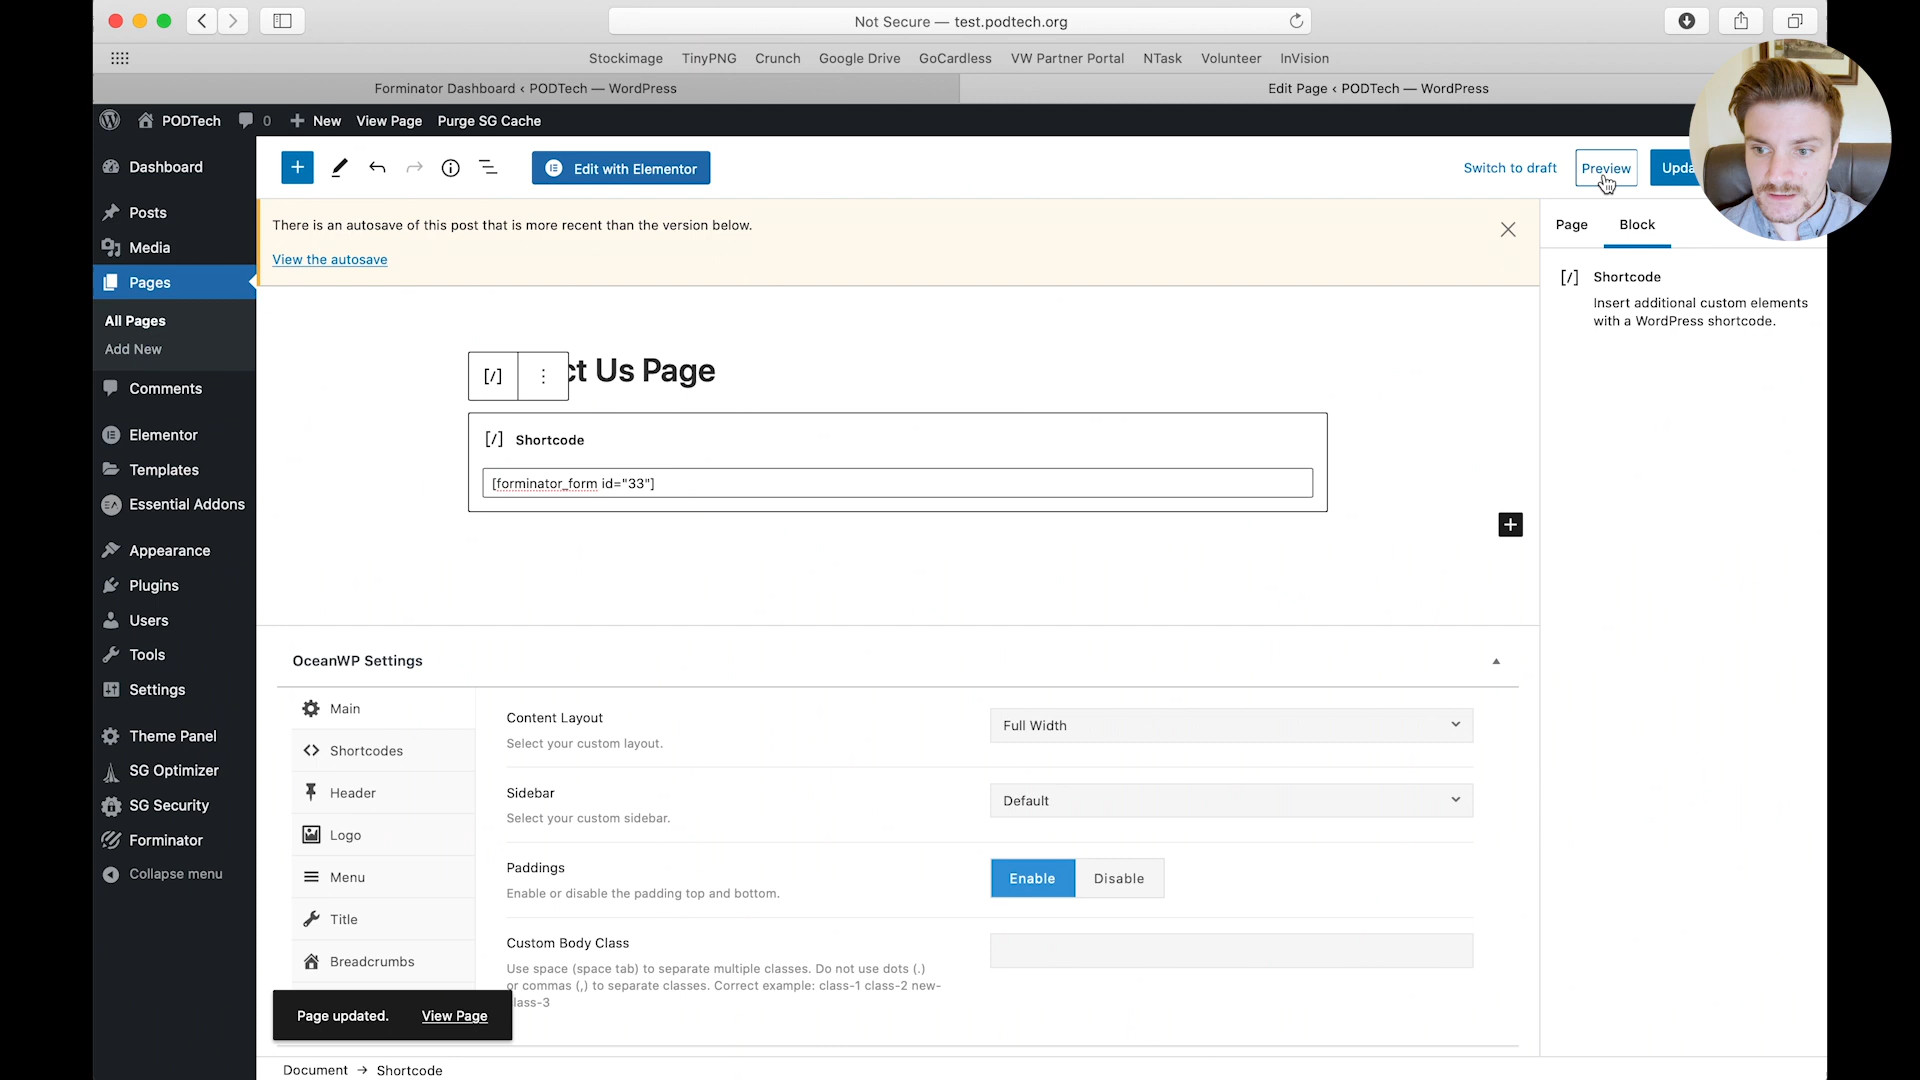 Not Secure — test.podtech.org
Stockimage TinyPNG Crunch Google Drive GoCardless VW Partner Portal NTask Volunteer InVision
Forminator Dashboard ‹ PODTech — WordPress
Edit Page ‹ PODTech — WordPress
PODTech 0 + New View Page Purge SG Cache
Dashboard
Posts
Media
Pages
All Pages
Add New
Comments
Elementor
Templates
Essential Addons
Appearance
Plugins
Users
Tools
Settings
Theme Panel
SG Optimizer
SG Security
Forminator
Collapse menu
Edit with Elementor
Switch to draft
Preview
Upda
There is an autosave of this post that is more recent than the version below.
View the autosave
ct Us Page
[/] Shortcode
[forminator_form id="33"]
Page
Block
[/] Shortcode
Insert additional custom elements
with a WordPress shortcode.
OceanWP Settings
Main
Shortcodes
Header
Logo
Menu
Title
Breadcrumbs
Content Layout
Select your custom layout.
Full Width
Sidebar
Select your custom sidebar.
Default
Paddings
Enable or disable the padding top and bottom.
Enable
Disable
Custom Body Class
Use space (space tab) to separate multiple classes. Do not use dots (.)
or commas (,) to separate classes. Correct example: class-1 class-2 new-
lass-3
Page updated.
View Page
Document → Shortcode